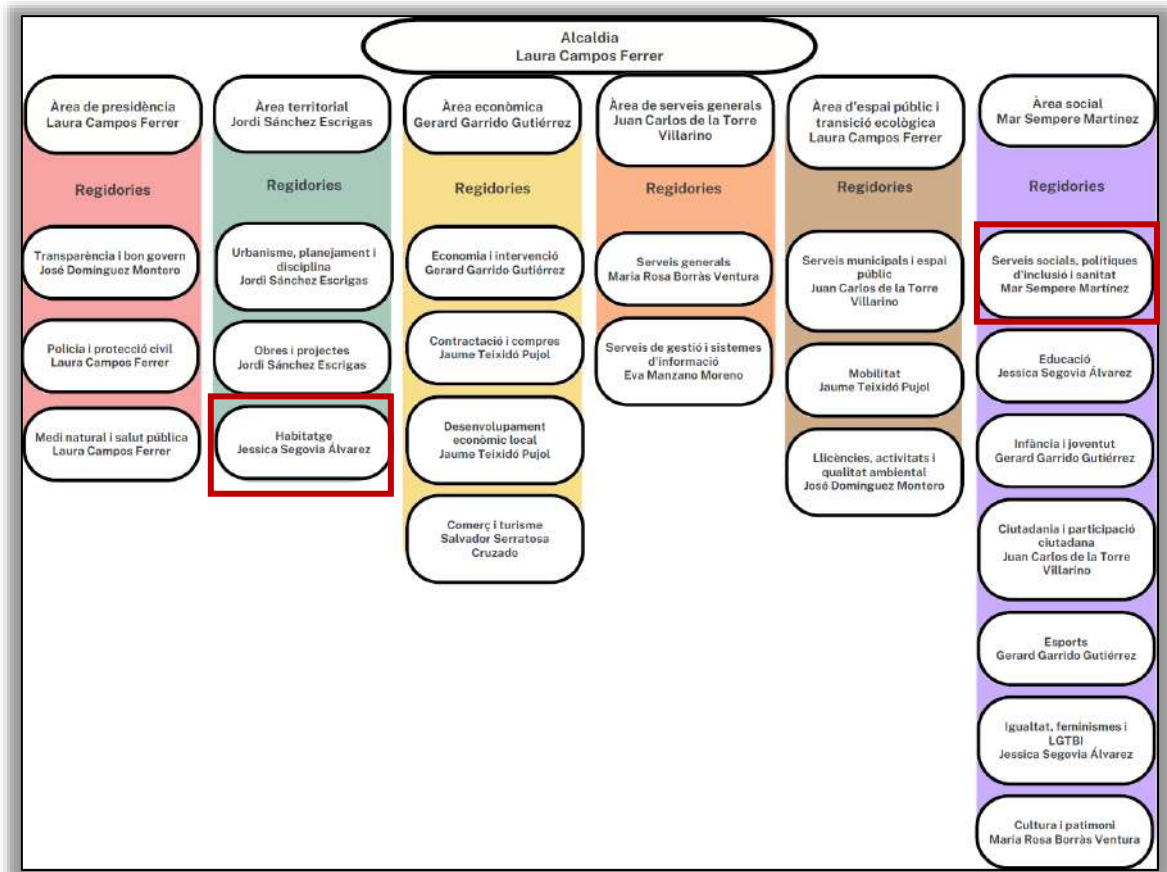 Alcaldia
Laura Campos Ferrer
Àrea de presidència
Laura Campos Ferrer
Regidories
Transparència i bon govern
José Domínguez Montero
Policia i protecció civil
Laura Campos Ferrer
Medi natural i salut pública
Laura Campos Ferrer
Àrea territorial
Jordi Sánchez Escrigas
Regidories
Urbanisme, planejament i
disciplina
Jordi Sánchez Escrigas
Obres i projectes
Jordi Sánchez Escrigas
Habitatge
Jessica Segovia Álvarez
Àrea econòmica
Gerard Garrido Gutiérrez
Regidories
Economia i intervenció
Gerard Garrido Gutiérrez
Contractació i compres
Jaume Teixidó Pujol
Desenvolupament
econòmic local
Jaume Teixidó Pujol
Comerç i turisme
Salvador Serratosa
Cruzado
Àrea de serveis generals
Juan Carlos de la Torre
Villarino
Regidories
Serveis generals
Maria Rosa Borràs Ventura
Serveis de gestió i sistemes
d'informació
Eva Manzano Moreno
Àrea d'espai públic i
transició ecològica
Laura Campos Ferrer
Regidories
Serveis municipals i espai
públic
Juan Carlos de la Torre
Villarino
Mobilitat
Jaume Teixidó Pujol
Llicències, activitats i
qualitat ambiental
José Domínguez Montero
Àrea social
Mar Sempere Martínez
Regidories
Serveis socials, polítiques
d'inclusió i sanitat
Mar Sempere Martínez
Educació
Jessica Segovia Álvarez
Infància i joventut
Gerard Garrido Gutiérrez
Ciutadania i participació
ciutadana
Juan Carlos de la Torre
Villarino
Esports
Gerard Garrido Gutiérrez
Igualtat, feminismes i
LGTBI
Jessica Segovia Álvarez
Cultura i patimoni
Maria Rosa Borràs Ventura